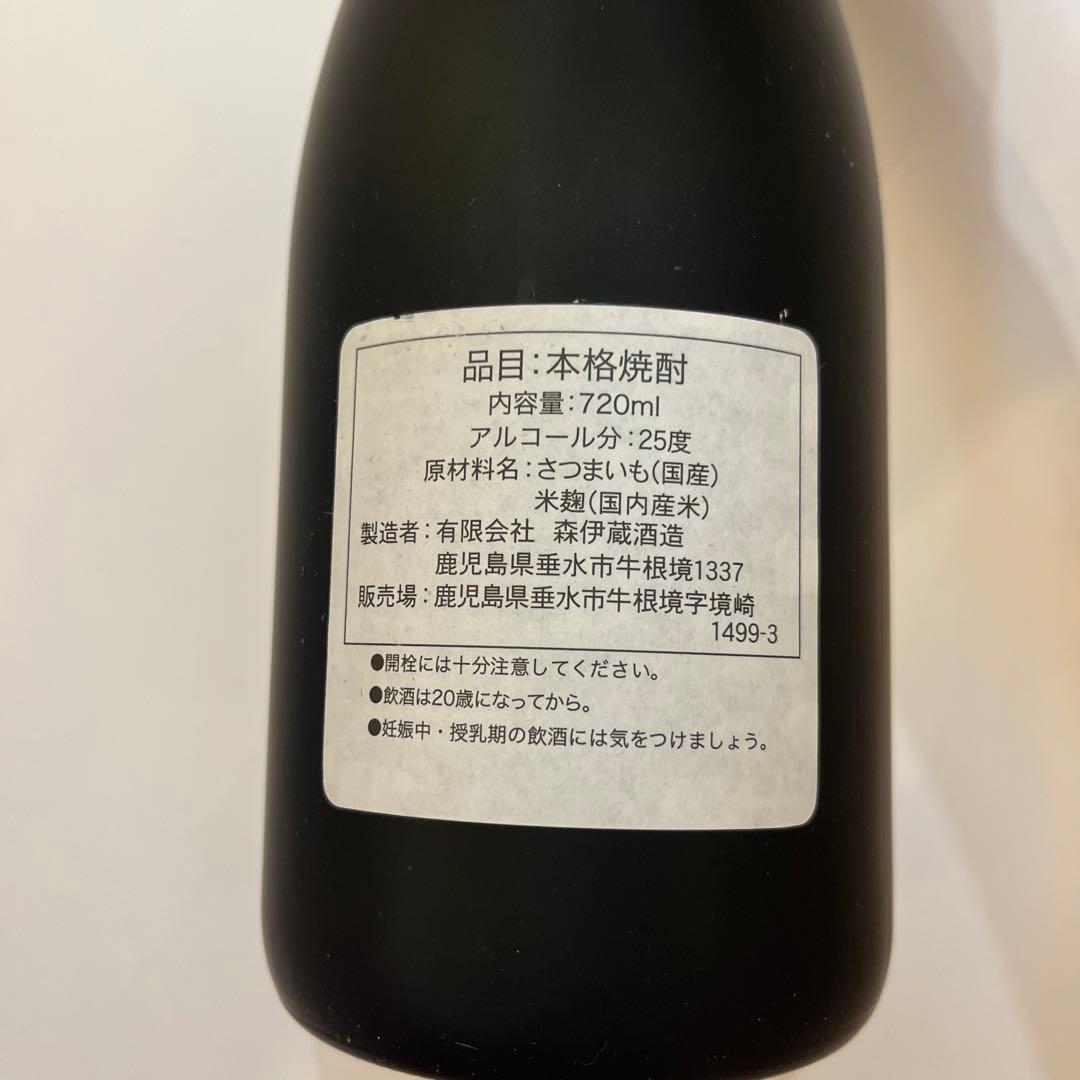 品目:本格焼酎
内容量:720ml
アルコール分:25度
原材料名:さつまいも(国産)
米麹(国内産米)
製造者:有限会社 森伊蔵酒造
鹿児島県垂水市牛根境1337
販売場:鹿児島県垂水市牛根境字境崎
1499-3
●開栓には十分注意してください。
●飲酒は20歳になってから。
●妊娠中・授乳期の飲酒には気をつけましょう。